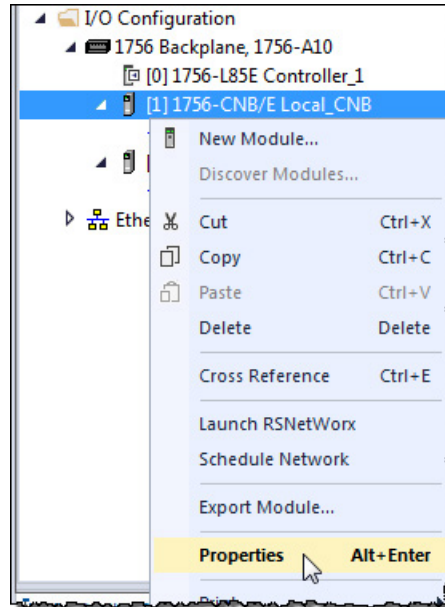 I/O Configuration
1756 Backplane, 1756-A10
[0] 1756-L85E Controller_1
[1] 1756-CNB/E Local_CNB
New Module...
Discover Modules...
Ethe
Cut Ctrl+X
Copy Ctrl+C
Paste Ctrl+V
Delete Delete
Cross Reference Ctrl+E
Launch RSNetWorx
Schedule Network
Export Module...
Properties Alt+Enter